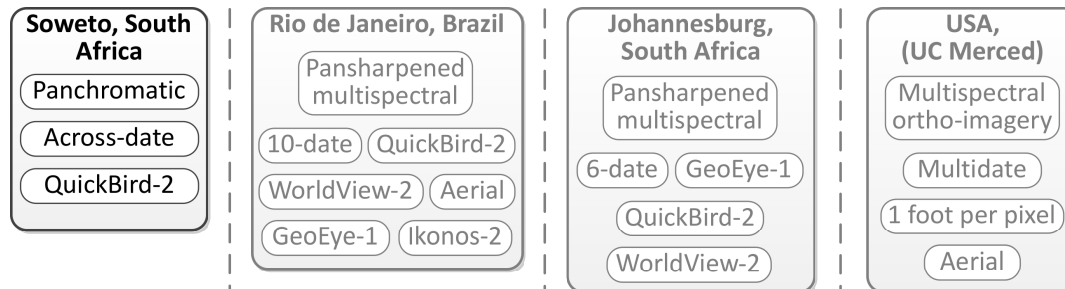 Soweto, South
Africa
Panchromatic
Across-date
QuickBird-2
Rio de Janeiro, Brazil
Pansharpened
multispectral
10-date QuickBird-2
WorldView-2 Aerial
GeoEye-1 Ikonos-2
Johannesburg,
South Africa
Pansharpened
multispectral
6-date GeoEye-1
QuickBird-2
WorldView-2
USA,
(UC Merced)
Multispectral
ortho-imagery
Multidate
1 foot per pixel
Aerial